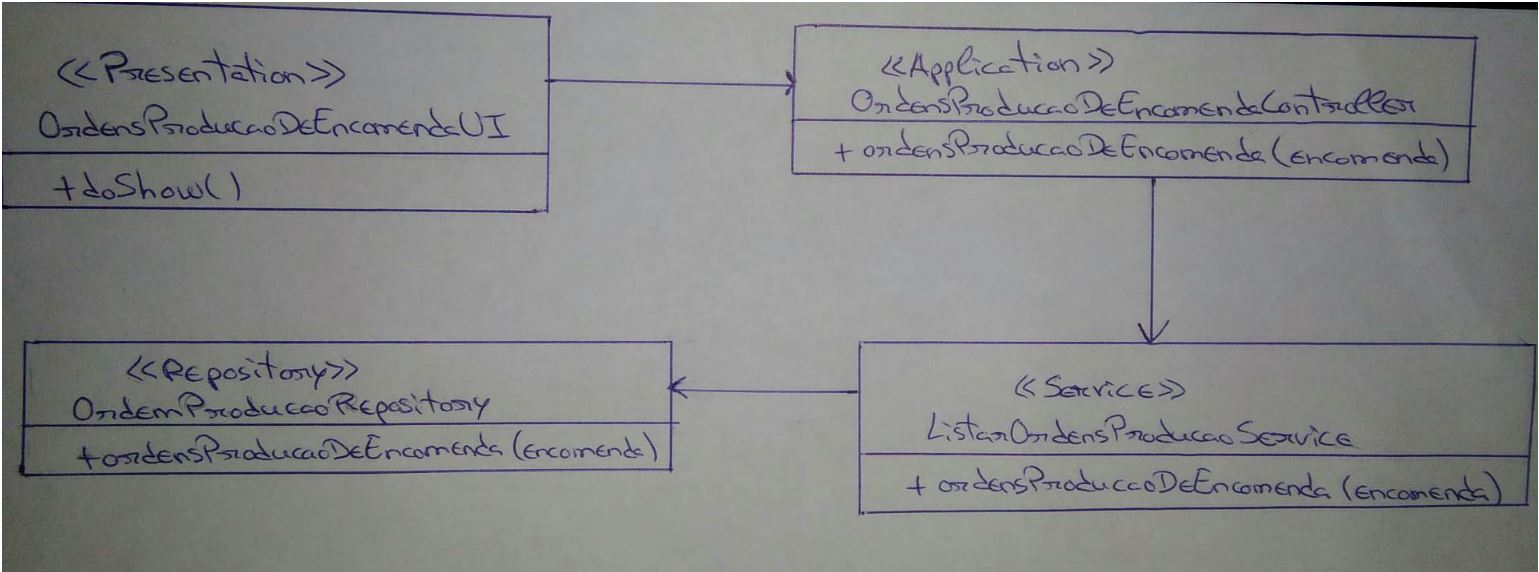 <<Presentation>>
OrdensProducaoDeEncomendaUI
+doShow()
<<Application>>
OrdensProducaoDeEncomendaController
+ ordensProducaoDeEncomenda (encomenda)
<<Repository>>
OrdemProducaoRepository
+ordensProducaoDeEncomenda (encomenda)
<<Service>>
ListarOrdensProducaoService
+ ordensProducaoDeEncomenda (encomenda)